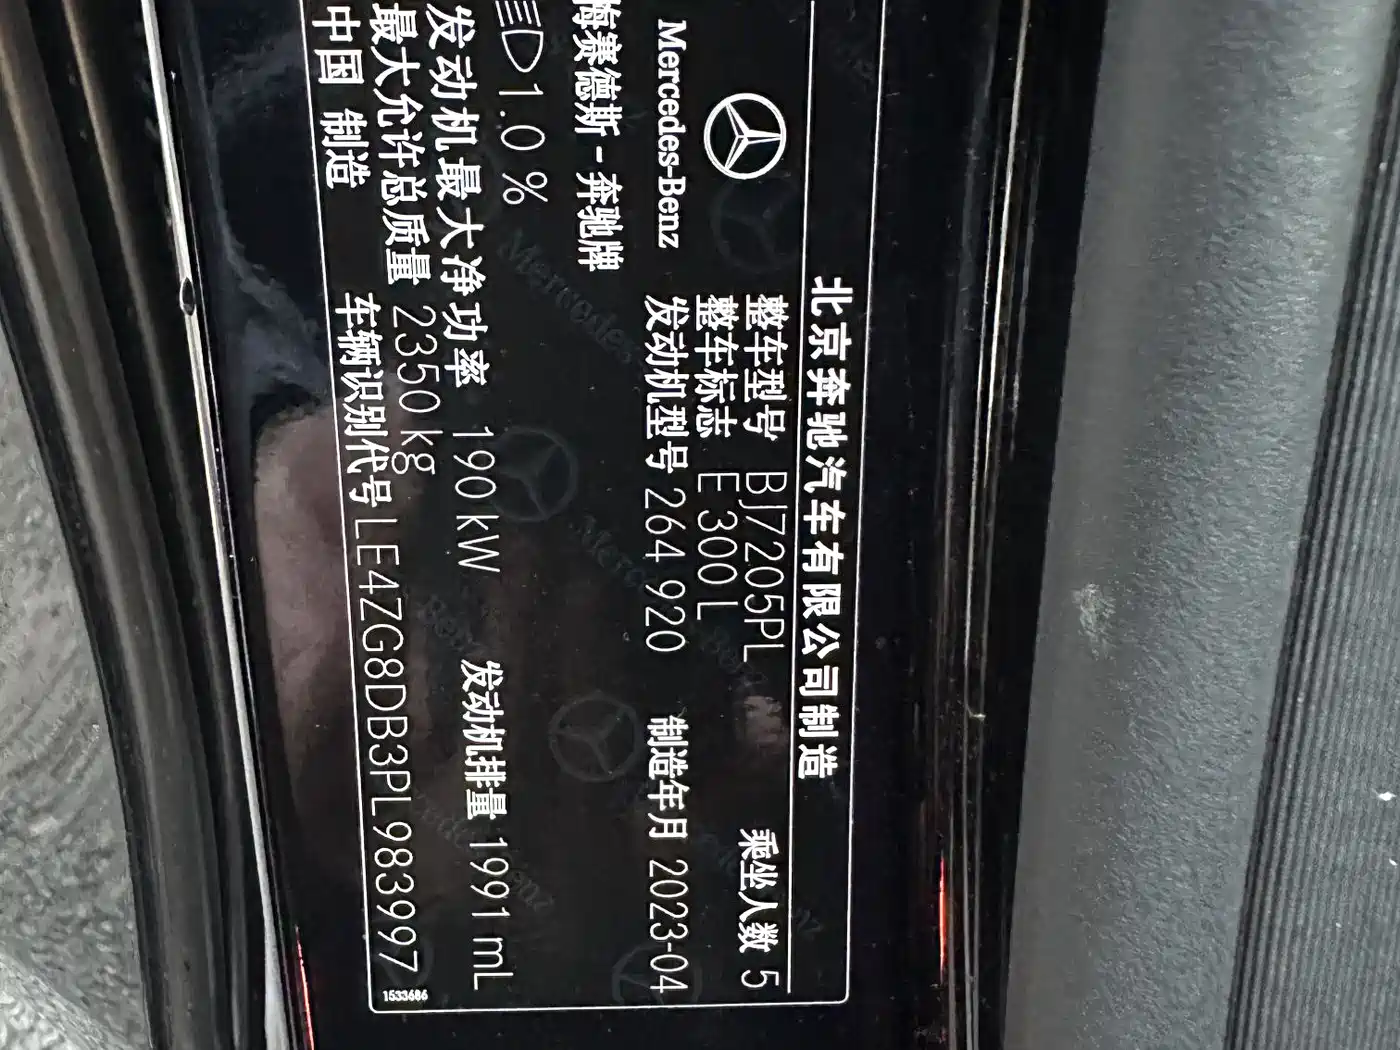 北京奔驰汽车有限公司制造
Mercedes-Benz
梅赛德斯-奔驰牌
整车型号 BJ7205PL
乘坐人数 5
整车标志 E 300 L
发动机型号 264 920
制造年月 2023-04
1.0 %
发动机最大净功率 190 kW
发动机排量 1991 mL
最大允许总质量 2350 kg
中国 制造
车辆识别代号 LE4ZG8DB3PL983997
1533686